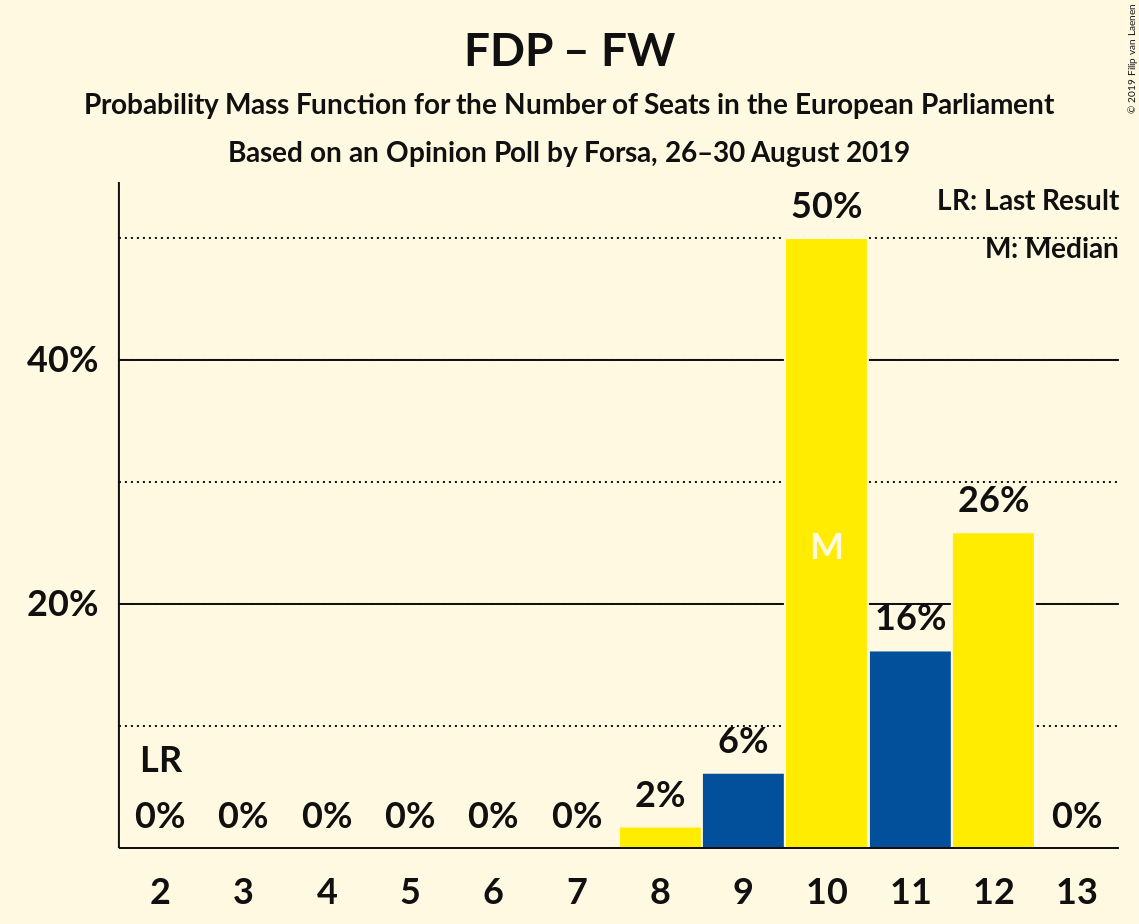 FDP – FW
Probability Mass Function for the Number of Seats in the European Parliament
Based on an Opinion Poll by Forsa, 26–30 August 2019
© 2019 Filip van Laenen
LR: Last Result
M: Median
50%
40%
26%
M
20%
16%
6%
LR
2%
0% 0% 0% 0% 0% 0% 0%
2 3 4 5 6 7 8 9 10 11 12 13